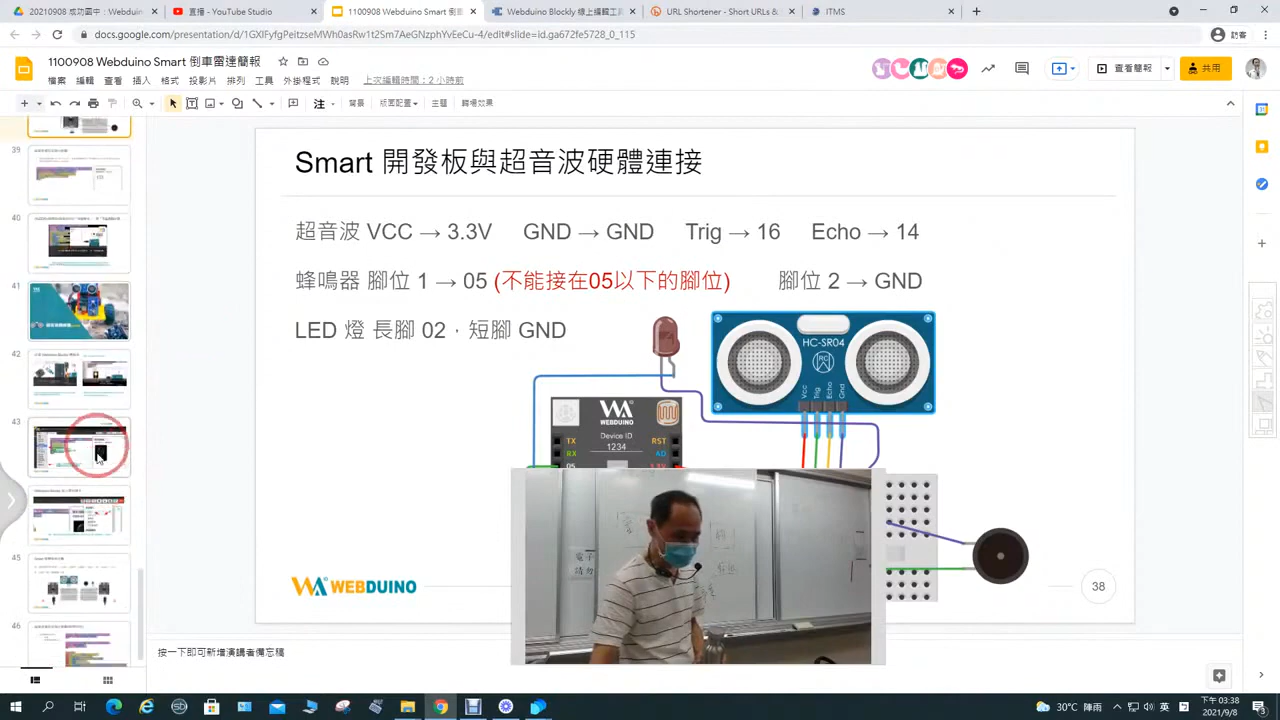 20210908 - Webduino Smart
直播 - YouTube Studio
1100908 Webduino Smart 倒車
Webduino Blockly 線上編輯工具
URL Shortener - Short URLs &
ITMS
docs.google.com/presentation/d/1GXIFyfgPeitzseMWh0asRw1t2Sm7AeGNzphYvEeCu-4/edit#slide=id.ga672fe5728_0_115
訪客
1100908 Webduino Smart 倒車雷達簡報
檔案 編輯 查看 插入 格式 投影片 工具 外掛程式 說明 上次編輯時間：2 小時前
查看簡報
共用
注 背景 版面配置 主題 轉場效果
39
40
41
42
43
45
46
Smart 開發板與超音波硬體連接
超音波 VCC → 3.3V GND → GND Trig → 16 Echo → 14
蜂鳴器 腳位 1 → 05 (不能接在05以下的腳位) 腳位 2 → GND
LED 燈 長腳 02，短腳 GND
HC-SR04
Vcc Trig Echo Gnd
WEBDUINO
Device ID
1234
TX RST
RX AD
05 3.3V
WEBDUINO
38
按一下即可新增演講者備忘稿
30°C 陣雨
英
下午 03:38
2021/9/8